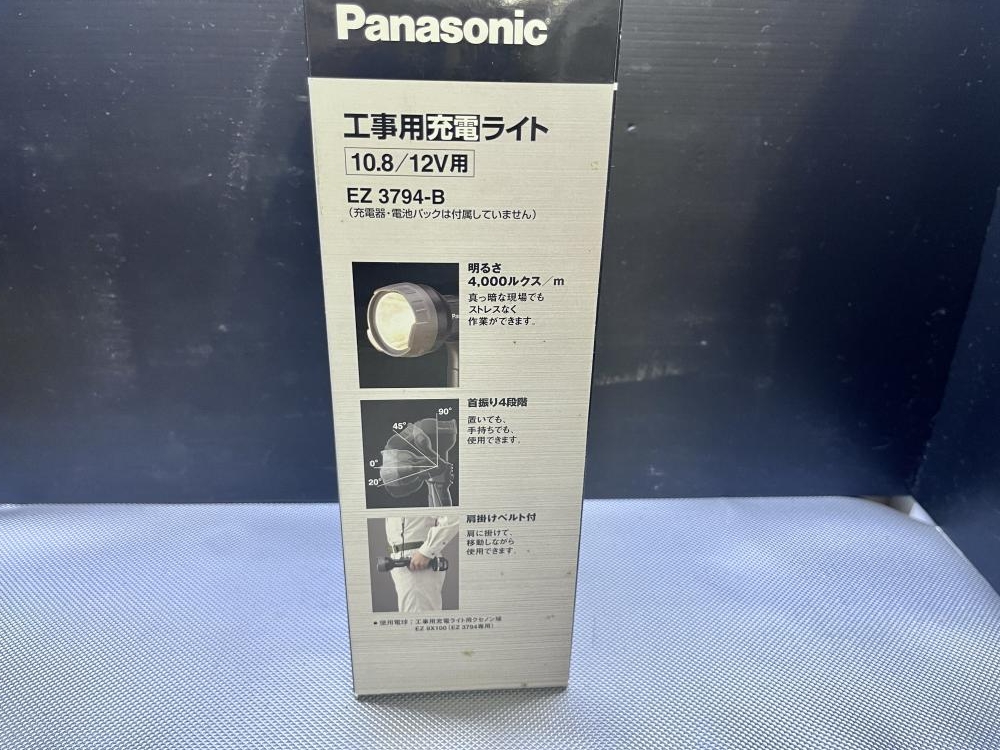 Panasonic
工事用充電ライト
10.8/12V用
EZ 3794-B
(充電器・電池パックは付属していません)
明るさ
4,000ルクス/m
真っ暗な現場でも
ストレスなく
作業ができます。
Pa
首振り4段階
置いても、
手持ちでも、
使用できます。
90°
45°
0°
20°
肩掛けベルト付
肩に掛けて、
移動しながら
使用できます。
●使用電球:工事用充電ライト用クセノン球
EZ 9X100(EZ 3794専用)